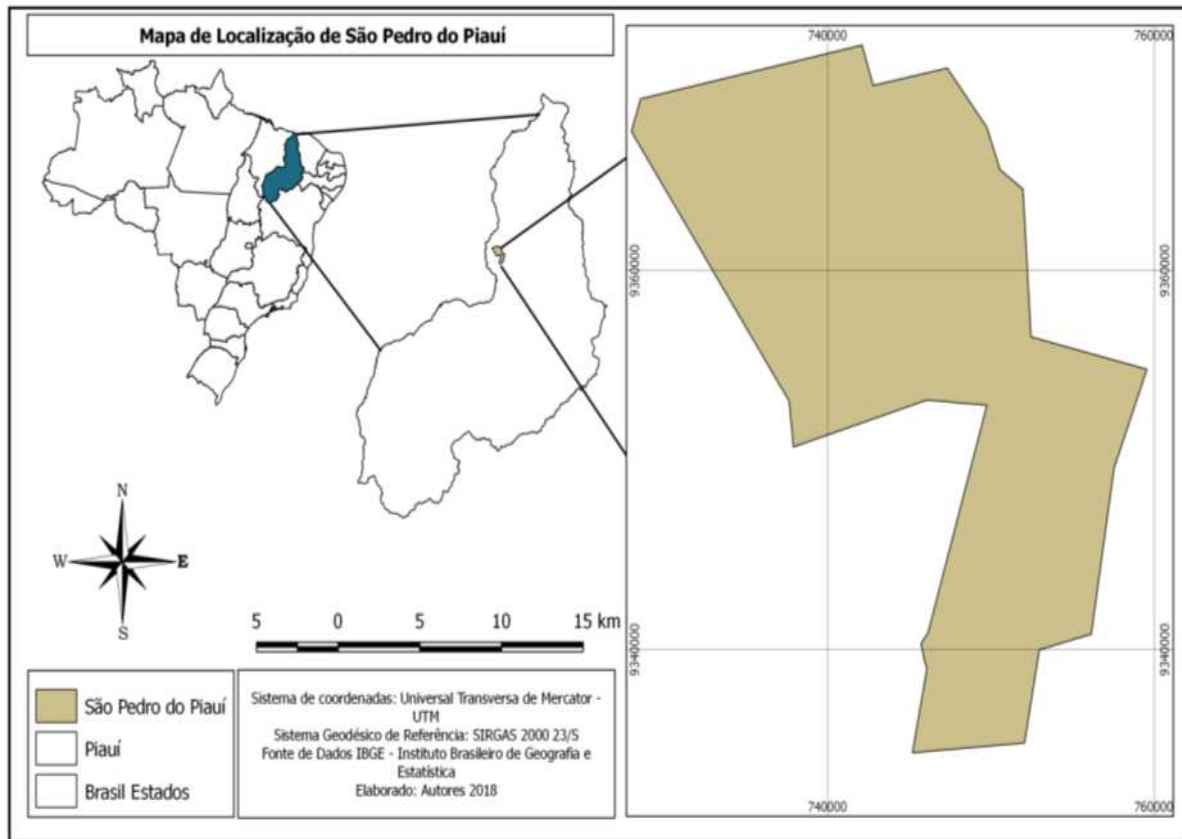 Mapa de Localização de São Pedro do Piauí
740000
760000
9360000
9360000
N
W
E
S
5 0 5 10 15 km
9340000
9340000
São Pedro do Piauí
Piauí
Brasil Estados
Sistema de coordenadas: Universal Transversa de Mercator -
UTM
Sistema Geodésico de Referência: SIRGAS 2000 23/S
Fonte de Dados IBGE - Instituto Brasileiro de Geografia e
Estatística
Elaborado: Autores 2018
740000
760000